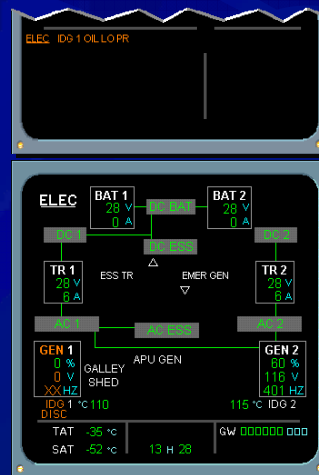 ELEC IDG 1 OIL LO PR
ELEC
BAT 1
28 V
0 A
DC BAT
BAT 2
28 V
0 A
DC 1
DC 2
DC ESS
TR 1
28 V
6 A
ESS TR
EMER GEN
TR 2
28 V
6 A
AC 1
AC ESS
AC 2
GEN 1
0 %
0 V
XX HZ
GALLEY
SHED
APU GEN
GEN 2
60 %
116 V
401 HZ
IDG 1 °C 110
DISC
115 °C IDG 2
TAT -35 °C
GW
SAT -52 °C
13 H 28